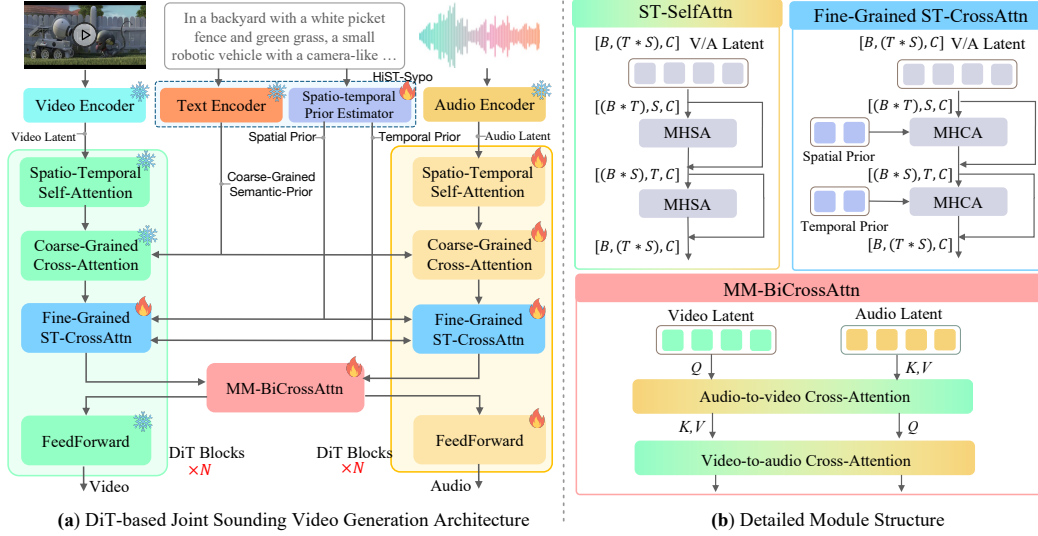 In a backyard with a white picket
fence and green grass, a small
robotic vehicle with a camera-like …
HiST-Sypo
Video Encoder
Text Encoder
Spatio-temporal
Prior Estimator
Audio Encoder
Video Latent
Spatial Prior
Temporal Prior
Audio Latent
Coarse-Grained
Semantic-Prior
Spatio-Temporal
Self-Attention
Spatio-Temporal
Self-Attention
Coarse-Grained
Cross-Attention
Coarse-Grained
Cross-Attention
Fine-Grained
ST-CrossAttn
Fine-Grained
ST-CrossAttn
MM-BiCrossAttn
FeedForward
FeedForward
DiT Blocks
×N
DiT Blocks
×N
Video
Audio
(a) DiT-based Joint Sounding Video Generation Architecture
ST-SelfAttn
[B, (T * S), C] V/A Latent
[(B * T), S, C]
MHSA
[(B * S), T, C]
MHSA
[B, (T * S), C]
Fine-Grained ST-CrossAttn
[B, (T * S), C] V/A Latent
[(B * T), S, C]
MHCA
Spatial Prior
[(B * S), T, C]
MHCA
Temporal Prior
[B, (T * S), C]
MM-BiCrossAttn
Video Latent
Audio Latent
Q
K, V
Audio-to-video Cross-Attention
K, V
Q
Video-to-audio Cross-Attention
(b) Detailed Module Structure